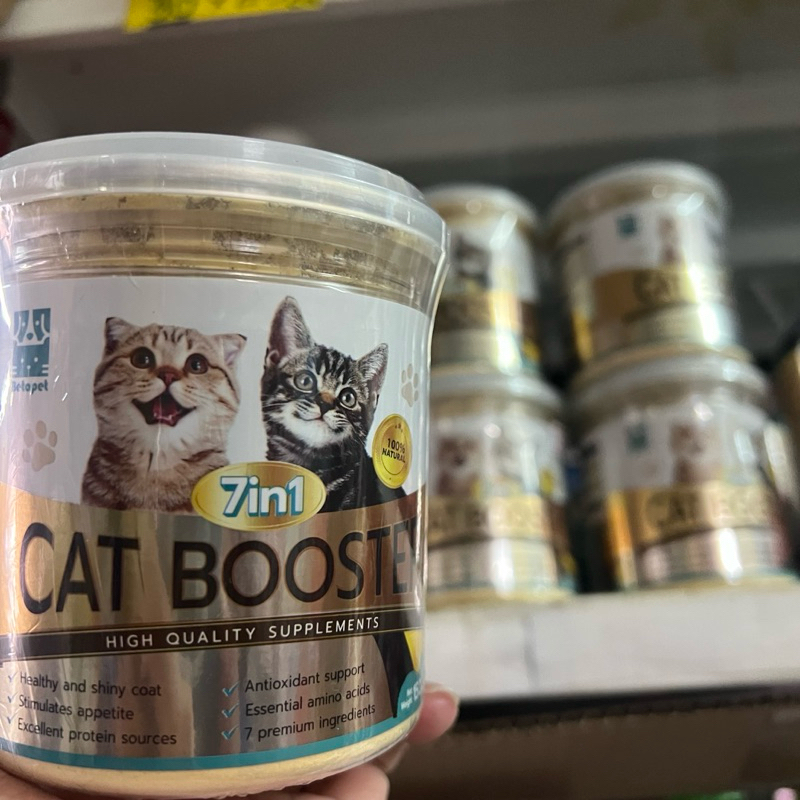 100%
NATURAL
7in1
CAT BOOSTE
HIGH QUALITY SUPPLEMENTS
Healthy and shiny coat
Stimulates appetite
Excellent protein sources
Antioxidant support
Essential amino acids
7 premium ingredients